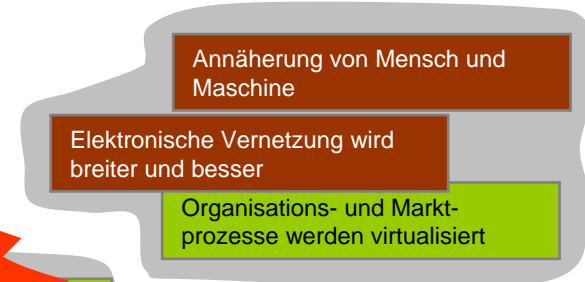 Annäherung von Mensch und
Maschine
Elektronische Vernetzung wird
breiter und besser
Organisations- und Markt-
prozesse werden virtualisiert